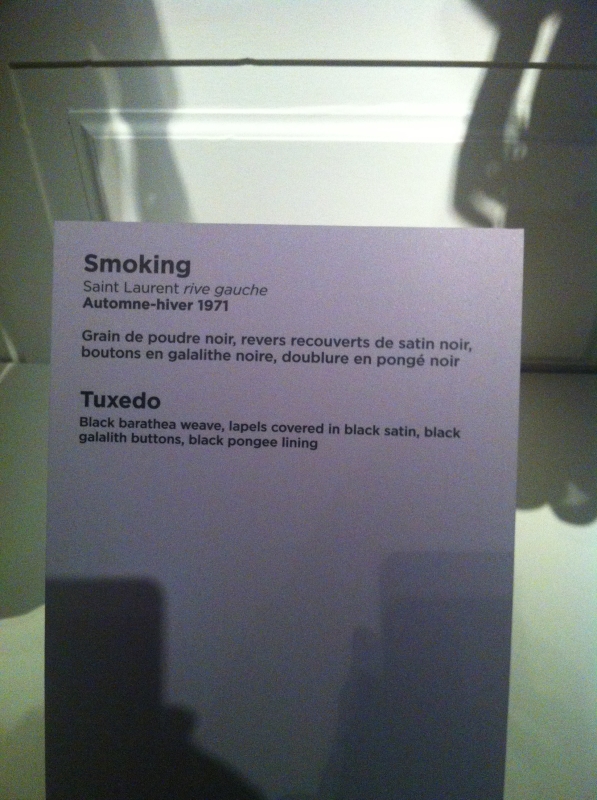 Smoking
Saint Laurent rive gauche
Automne-hiver 1971
Grain de poudre noir, revers recouverts de satin noir,
boutons en galalithe noire, doublure en pongé noir
Tuxedo
Black barathea weave, lapels covered in black satin, black
galalith buttons, black pongee lining